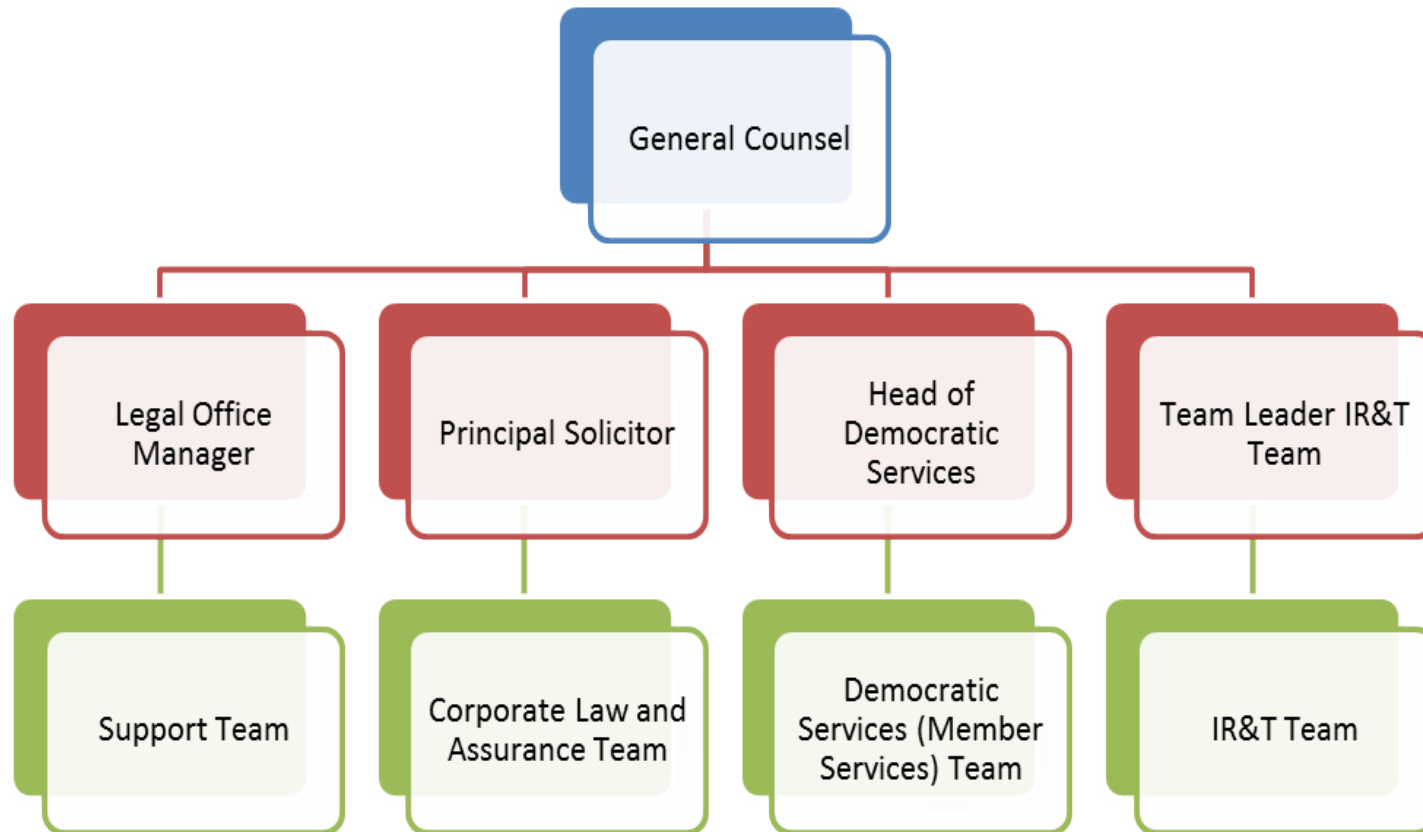 General Counsel
Legal Office
Manager
Principal Solicitor
Head of
Democratic
Services
Team Leader IR&T
Team
Support Team
Corporate Law and
Assurance Team
Democratic
Services (Member
Services) Team
IR&T Team